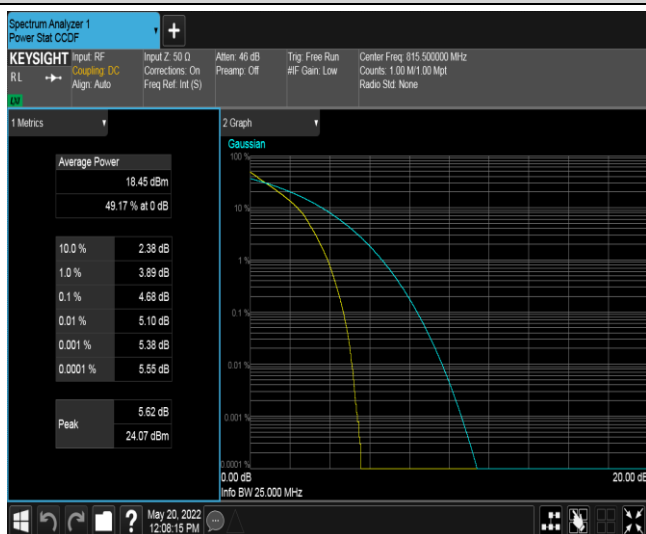 Spectrum Analyzer 1
Power Stat CCDF
+
KEYSIGHT
R L
Input: RF
Coupling: DC
Align: Auto
Input Z: 50 Ω
Corrections: On
Freq Ref: Int (S)
Atten: 46 dB
Preamp: Off
Trig: Free Run
#IF Gain: Low
Center Freq: 815.500000 MHz
Counts: 1.00 M/1.00 Mpt
Radio Std: None
1 Metrics
Average Power
18.45 dBm
49.17 % at 0 dB
10.0 % 2.38 dB
1.0 % 3.89 dB
0.1 % 4.68 dB
0.01 % 5.10 dB
0.001 % 5.38 dB
0.0001 % 5.55 dB
Peak
5.62 dB
24.07 dBm
2 Graph
Gaussian
100 %
10 %
1 %
0.1 %
0.01 %
0.001 %
0.0001 %
0.00 dB 20.00 dB
Info BW 25.000 MHz
?
May 20, 2022
12:08:15 PM